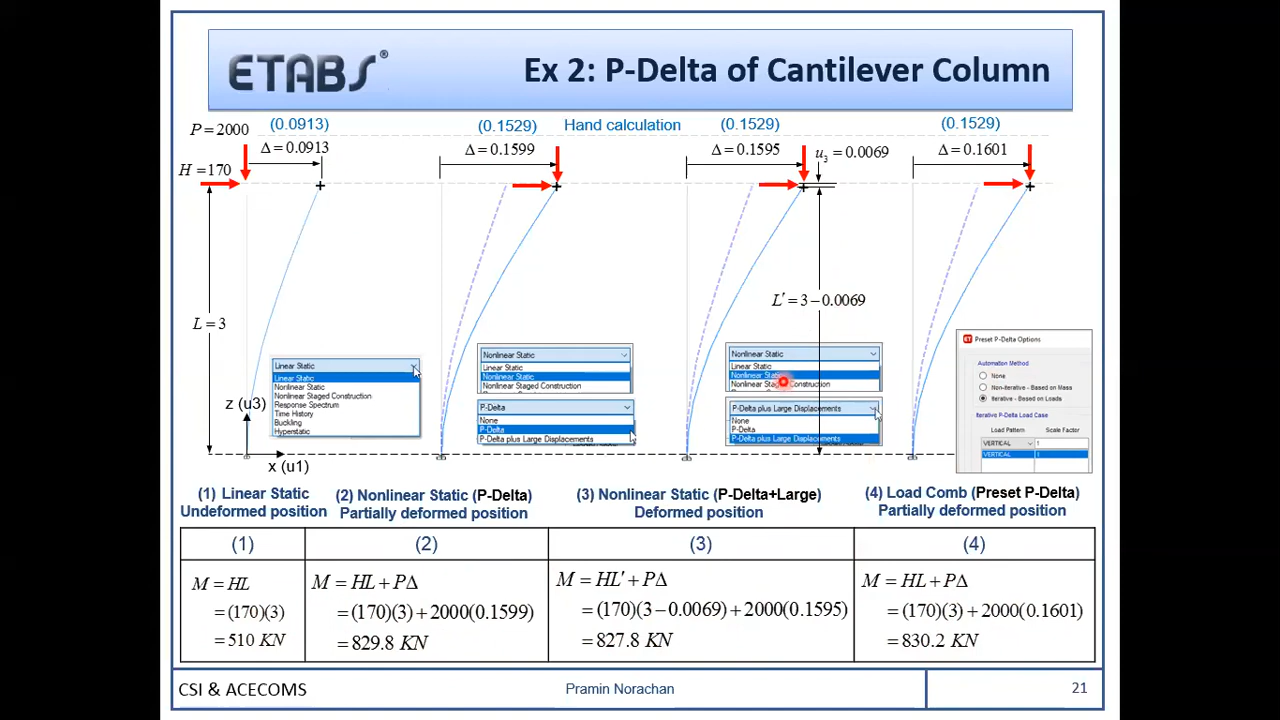 ETABS®
Ex 2: P-Delta of Cantilever Column
(0.0913)
(0.1529)
Hand calculation
(0.1529)
(0.1529)
P = 2000
Δ = 0.0913
Δ = 0.1599
Δ = 0.1595
u₃ = 0.0069
Δ = 0.1601
H = 170
L = 3
L′ = 3 − 0.0069
z (u3)
x (u1)
Linear Static
Linear Static
Nonlinear Static
Nonlinear Staged Construction
Response Spectrum
Time History
Buckling
Hyperstatic
Nonlinear Static
Linear Static
Nonlinear Static
Nonlinear Staged Construction
P-Delta
None
P-Delta
P-Delta plus Large Displacements
Nonlinear Static
Linear Static
Nonlinear Static
Nonlinear Staged Construction
P-Delta plus Large Displacements
None
P-Delta
P-Delta plus Large Displacements
Preset P-Delta Options
Automation Method
None
Non-iterative - Based on Mass
Iterative - Based on Loads
Iterative P-Delta Load Case
Load Pattern
Scale Factor
VERTICAL
1
VERTICAL
1
(1) Linear Static
Undeformed position
(2) Nonlinear Static (P-Delta)
Partially deformed position
(3) Nonlinear Static (P-Delta+Large)
Deformed position
(4) Load Comb (Preset P-Delta)
Partially deformed position
(1)
(2)
(3)
(4)
M = HL
= (170)(3)
= 510 KN
M = HL + PΔ
= (170)(3) + 2000(0.1599)
= 829.8 KN
M = HL′ + PΔ
= (170)(3 − 0.0069) + 2000(0.1595)
= 827.8 KN
M = HL + PΔ
= (170)(3) + 2000(0.1601)
= 830.2 KN
CSI & ACECOMS
Pramin Norachan
21